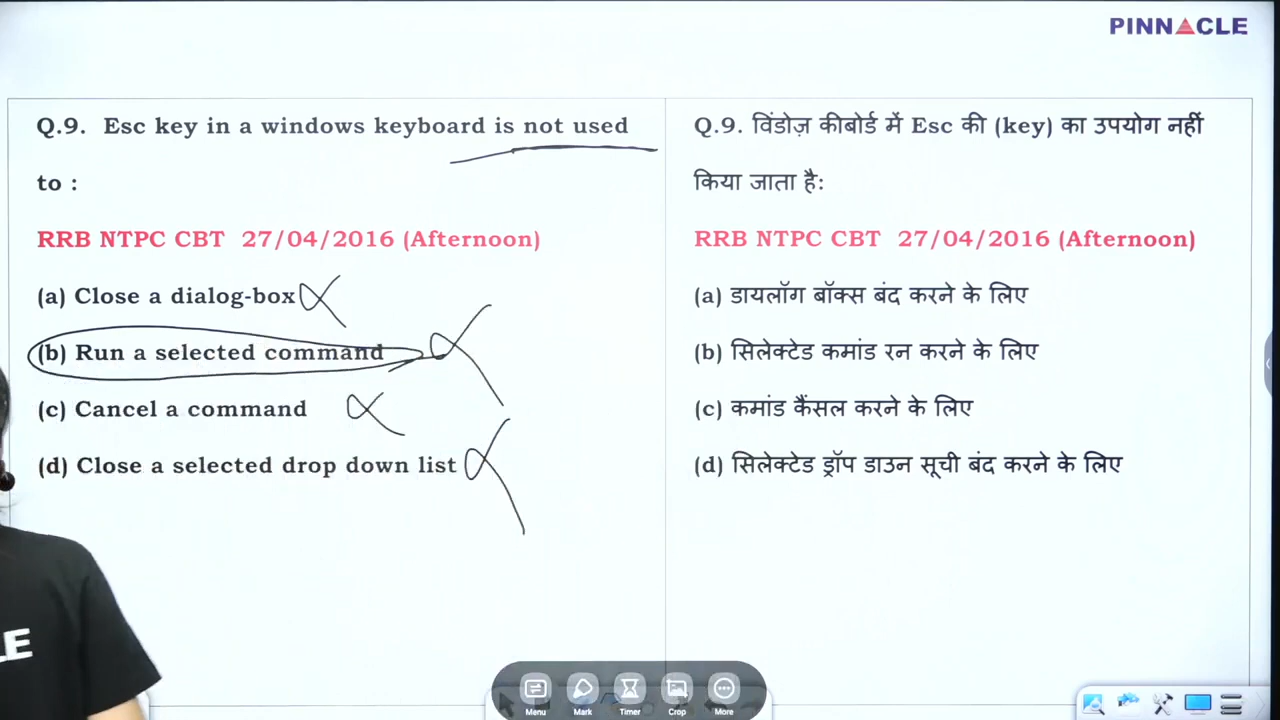 PINNACLE
Q.9. Esc key in a windows keyboard is not used
to :
RRB NTPC CBT 27/04/2016 (Afternoon)
(a) Close a dialog-box
(b) Run a selected command
(c) Cancel a command
(d) Close a selected drop down list
Q.9. विंडोज़ कीबोर्ड में Esc की (key) का उपयोग नहीं
किया जाता है:
RRB NTPC CBT 27/04/2016 (Afternoon)
(a) डायलॉग बॉक्स बंद करने के लिए
(b) सिलेक्टेड कमांड रन करने के लिए
(c) कमांड कैंसल करने के लिए
(d) सिलेक्टेड ड्रॉप डाउन सूची बंद करने के लिए
LE
Menu Mark Timer Crop More